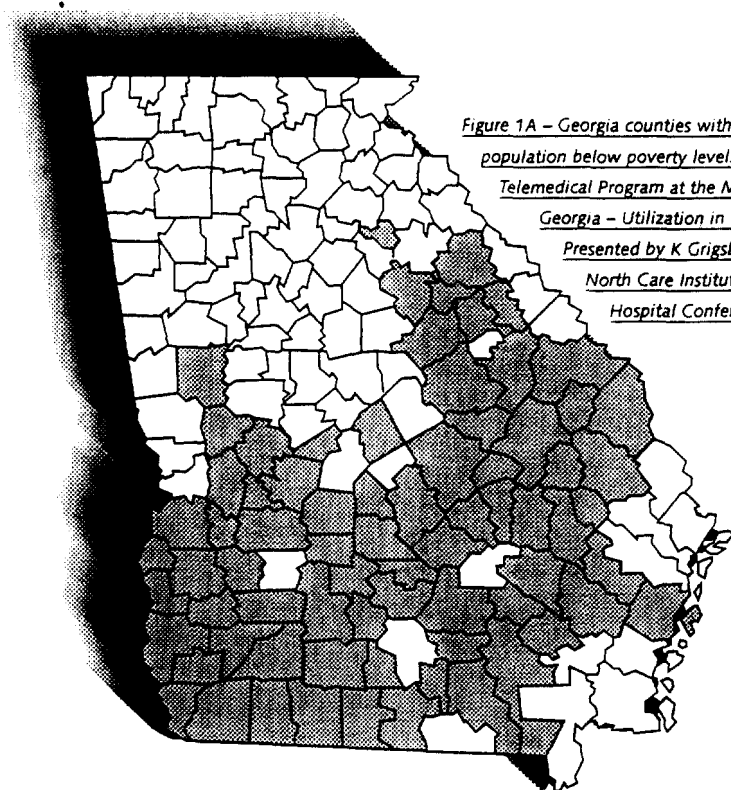 Figure 1A – Georgia counties with
population below poverty level
Telemedical Program at the
Georgia – Utilization in
Presented by K
North Care
Hospital